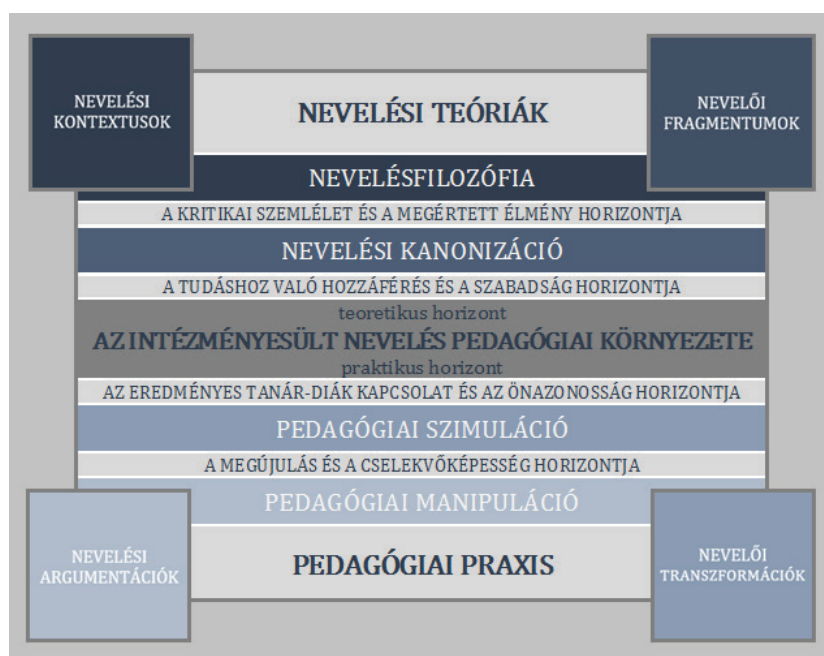 NEVELÉSI
KONTEXTUSOK
NEVELÉSI TEÓRIÁK
NEVELŐI
FRAGMENTUMOK
NEVELÉSFILOZÓFIA
A KRITIKAI SZEMLÉLET ÉS A MEGÉRTETT ÉLMÉNY HORIZONTJA
NEVELÉSI KANONIZÁCIÓ
A TUDÁSHOZ VALÓ HOZZÁFÉRÉS ÉS A SZABADSÁG HORIZONTJA
teoretikus horizont
AZ INTÉZMÉNYESÜLT NEVELÉS PEDAGÓGIAI KÖRNYEZETE
praktikus horizont
AZ EREDMÉNYES TANÁR-DIÁK KAPCSOLAT ÉS AZ ÖNAZONOSSÁG HORIZONTJA
PEDAGÓGIAI SZIMULÁCIÓ
A MEGÚJULÁS ÉS A CSELEKVŐKÉPESSÉG HORIZONTJA
PEDAGÓGIAI MANIPULÁCIÓ
NEVELÉSI
ARGUMENTÁCIÓK
PEDAGÓGIAI PRAXIS
NEVELŐI
TRANSZFORMÁCIÓK